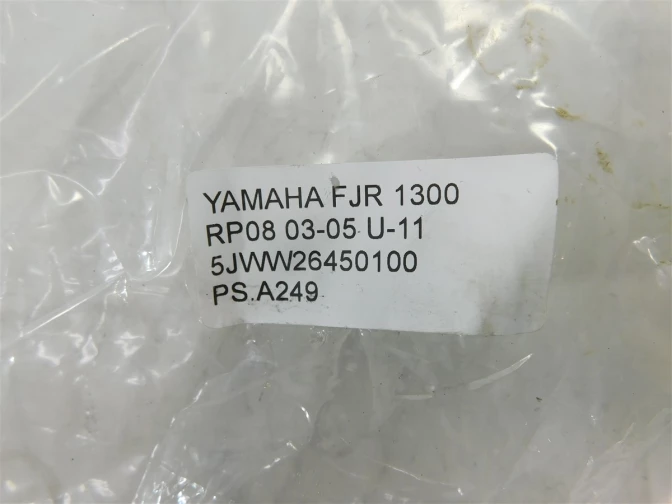 YAMAHA FJR 1300
RP08 03-05 U-11
5JWW26450100
PS.A249